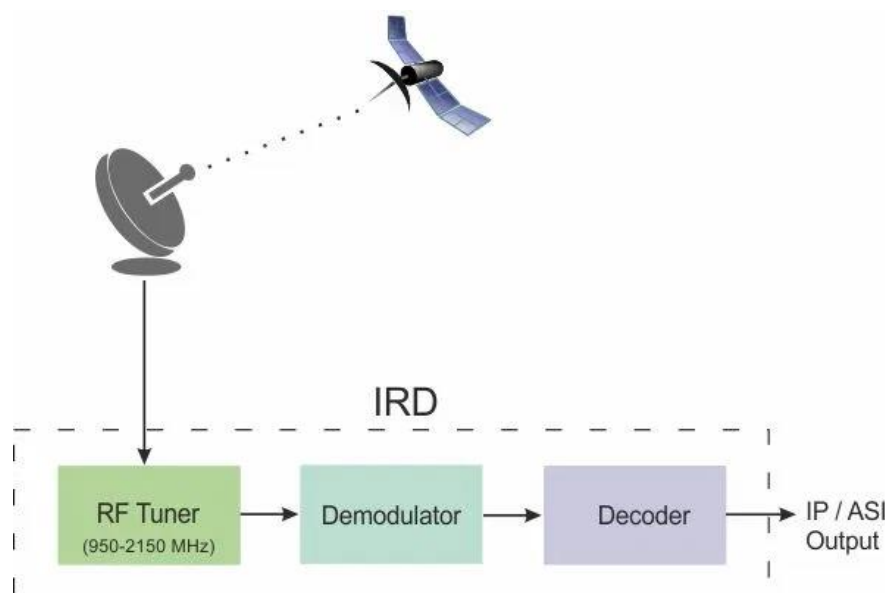 IRD
RF Tuner
(950-2150 MHz)
Demodulator
Decoder
IP / ASI
Output